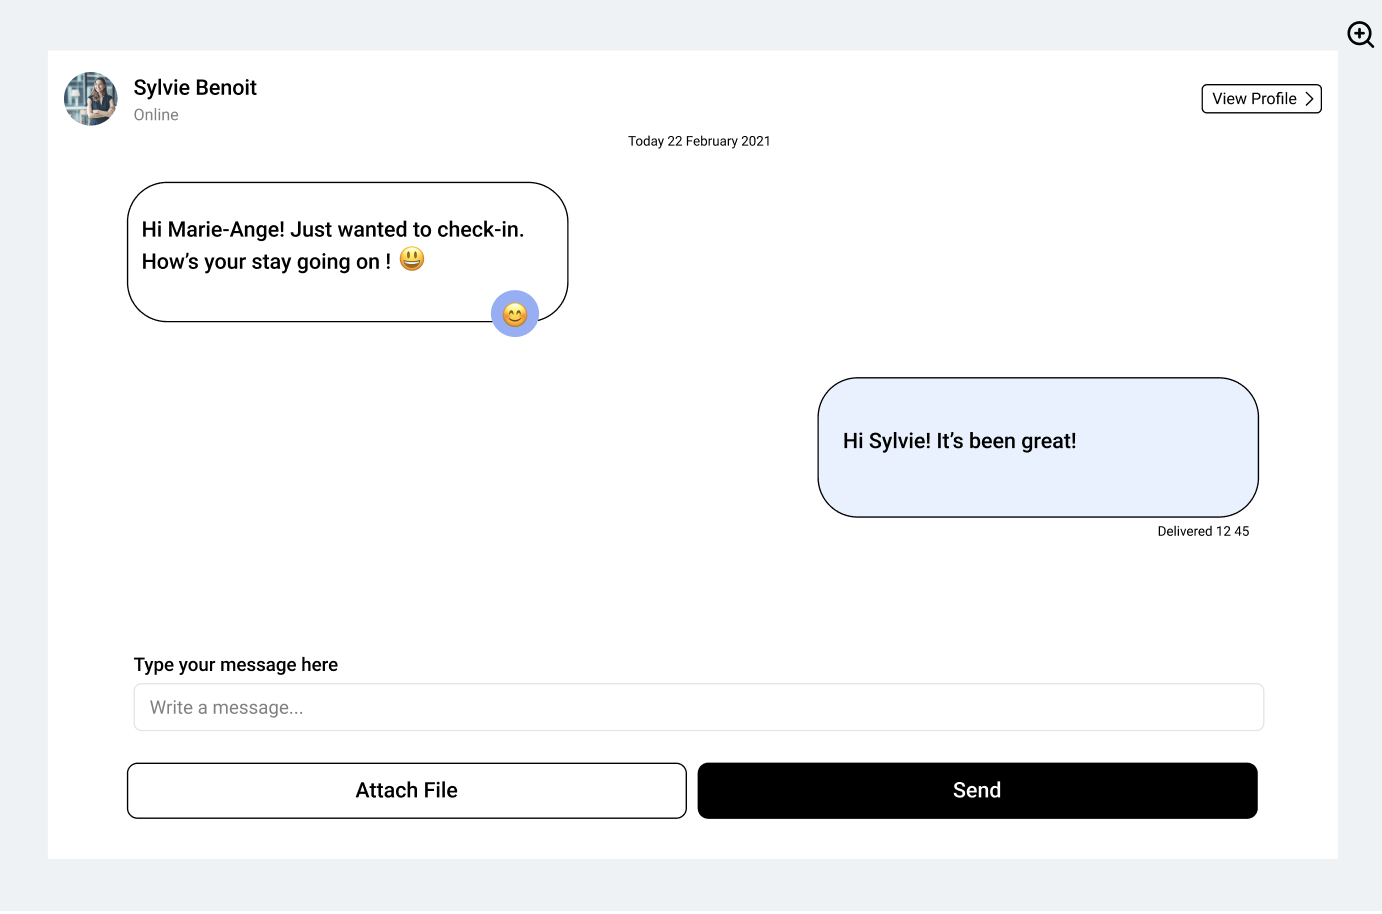 Sylvie Benoit
Online
View Profile
Today 22 February 2021
Hi Marie-Ange! Just wanted to check-in.
How’s your stay going on ! 😃
😊
Hi Sylvie! It’s been great!
Delivered 12 45
Type your message here
Write a message...
Attach File
Send